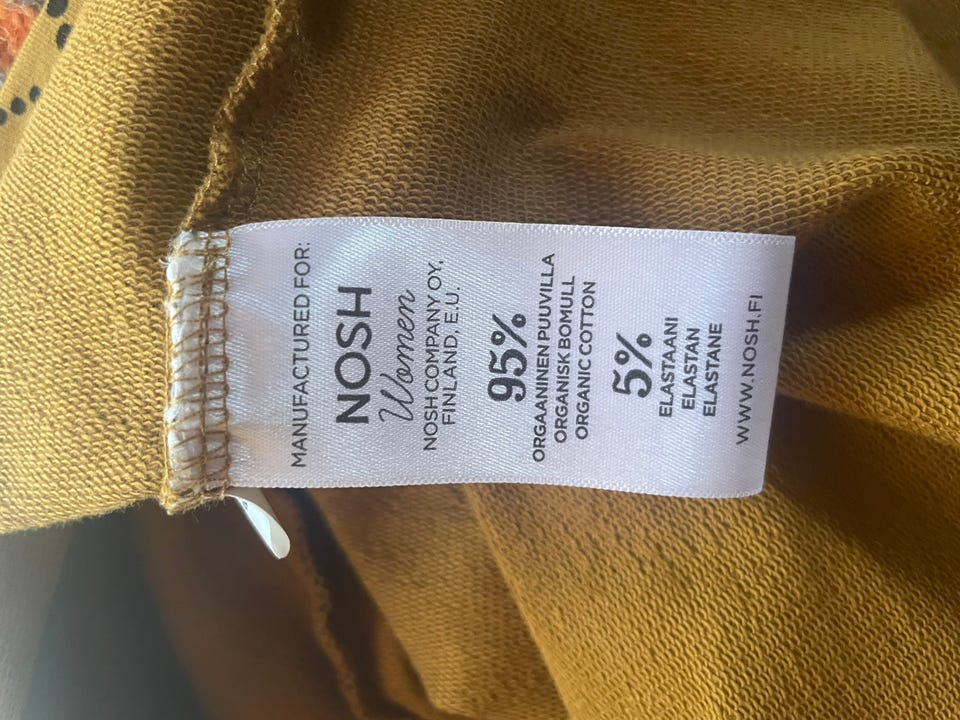 MANUFACTURED FOR:
NOSH
Women
NOSH COMPANY OY,
FINLAND, E.U.
95%
ORGAANINEN PUUVILLA
ORGANISK BOMULL
ORGANIC COTTON
5%
ELASTAANI
ELASTAN
ELASTANE
WWW.NOSH.FI